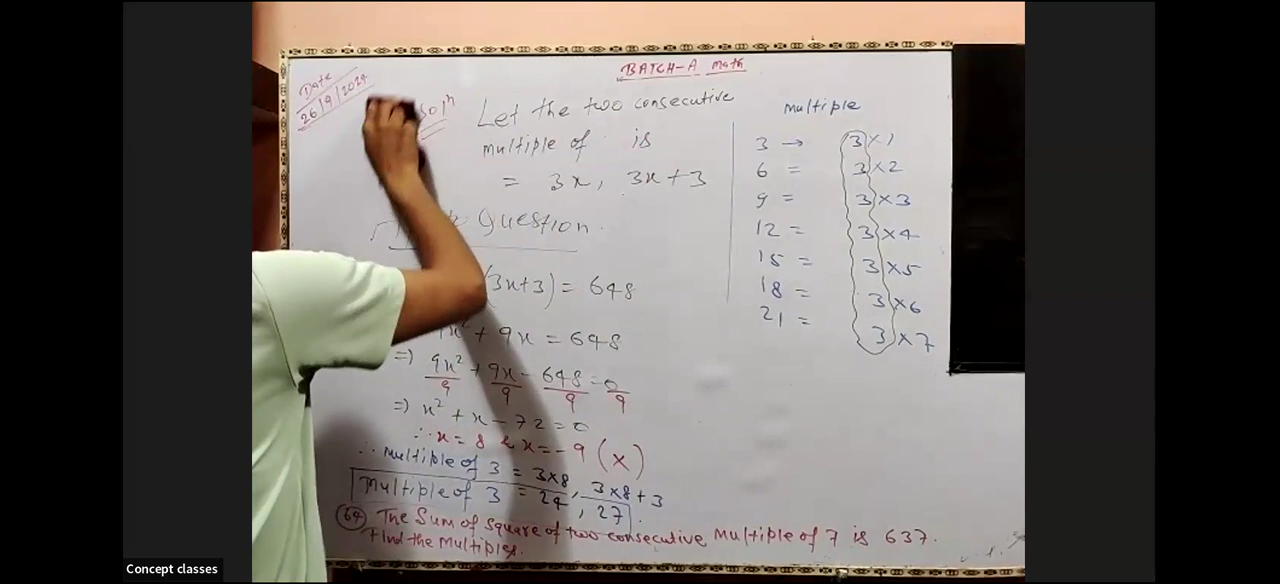 BATCH-A Math
Date
26/9/2024
Solⁿ
Let the two consecutive
multiple of is
= 3x, 3x+3
Question.
(3x+3) = 648
x² + 9x = 648
=) 9x²/9 + 9x/9 - 648/9 = 0/9
=) x² + x - 72 = 0
∴ x = 8 & x = -9 (x)
∴ Multiple of 3 = 3×8, 3×8+3
Multiple of 3 = 24, 27.
multiple
3 → 3×1
6 = 3×2
9 = 3×3
12 = 3×4
15 = 3×5
18 = 3×6
21 = 3×7
(64) The Sum of Square of two consecutive Multiple of 7 is 637.
Find the Multiples.
Concept classes